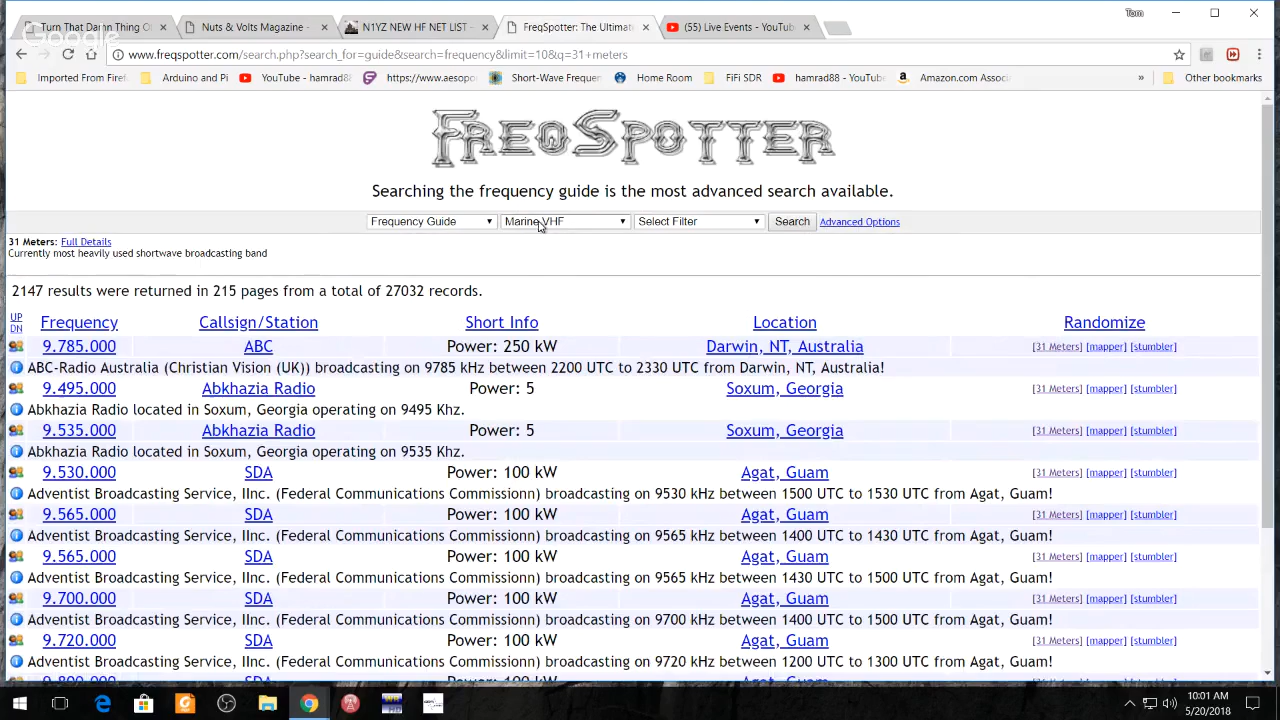 Tom
Turn That Damn Thing O
Nuts & Volts Magazine -
N1YZ NEW HF NET LIST -
FreqSpotter: The Ultimate
(55) Live Events - YouTube
Google
www.freqspotter.com/search.php?search_for=guide&search=frequency&limit=10&q=31+meters
Imported From Firef
Arduino and Pi
YouTube - hamrad8
https://www.aesopo
Short-Wave Frequen
Home Room
FiFi SDR
hamrad88 - YouTub
Amazon.com Assoc
»
Other bookmarks
FreqSpotter
Searching the frequency guide is the most advanced search available.
Frequency Guide Marine VHF Select Filter Search Advanced Options
31 Meters: Full Details
Currently most heavily used shortwave broadcasting band
2147 results were returned in 215 pages from a total of 27032 records.
UP
DN
Frequency Callsign/Station Short Info Location Randomize
9.785.000 ABC Power: 250 kW Darwin, NT, Australia [31 Meters] [mapper] [stumbler]
ABC-Radio Australia (Christian Vision (UK)) broadcasting on 9785 kHz between 2200 UTC to 2330 UTC from Darwin, NT, Australia!
9.495.000 Abkhazia Radio Power: 5 Soxum, Georgia [31 Meters] [mapper] [stumbler]
Abkhazia Radio located in Soxum, Georgia operating on 9495 Khz.
9.535.000 Abkhazia Radio Power: 5 Soxum, Georgia [31 Meters] [mapper] [stumbler]
Abkhazia Radio located in Soxum, Georgia operating on 9535 Khz.
9.530.000 SDA Power: 100 kW Agat, Guam [31 Meters] [mapper] [stumbler]
Adventist Broadcasting Service, IInc. (Federal Communications Commissionn) broadcasting on 9530 kHz between 1500 UTC to 1530 UTC from Agat, Guam!
9.565.000 SDA Power: 100 kW Agat, Guam [31 Meters] [mapper] [stumbler]
Adventist Broadcasting Service, IInc. (Federal Communications Commissionn) broadcasting on 9565 kHz between 1400 UTC to 1430 UTC from Agat, Guam!
9.565.000 SDA Power: 100 kW Agat, Guam [31 Meters] [mapper] [stumbler]
Adventist Broadcasting Service, IInc. (Federal Communications Commissionn) broadcasting on 9565 kHz between 1430 UTC to 1500 UTC from Agat, Guam!
9.700.000 SDA Power: 100 kW Agat, Guam [31 Meters] [mapper] [stumbler]
Adventist Broadcasting Service, IInc. (Federal Communications Commissionn) broadcasting on 9700 kHz between 1400 UTC to 1500 UTC from Agat, Guam!
9.720.000 SDA Power: 100 kW Agat, Guam [31 Meters] [mapper] [stumbler]
Adventist Broadcasting Service, IInc. (Federal Communications Commissionn) broadcasting on 9720 kHz between 1200 UTC to 1300 UTC from Agat, Guam!
10:01 AM
5/20/2018